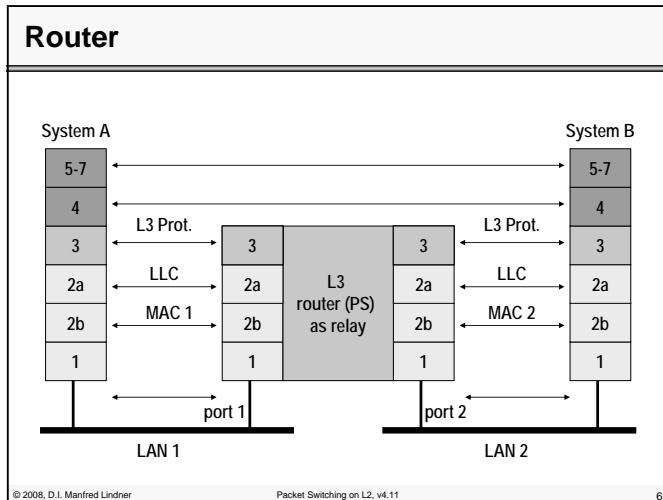 Router
System A System B
5-7 5-7
4 4
L3 Prot. L3 Prot.
3 3 3 3
L3
router (PS)
as relay
LLC LLC
2a 2a 2a 2a
MAC 1 MAC 2
2b 2b 2b 2b
1 1 1 1
port 1 port 2
LAN 1 LAN 2
© 2008, D.I. Manfred Lindner Packet Switching on L2, v4.11 6